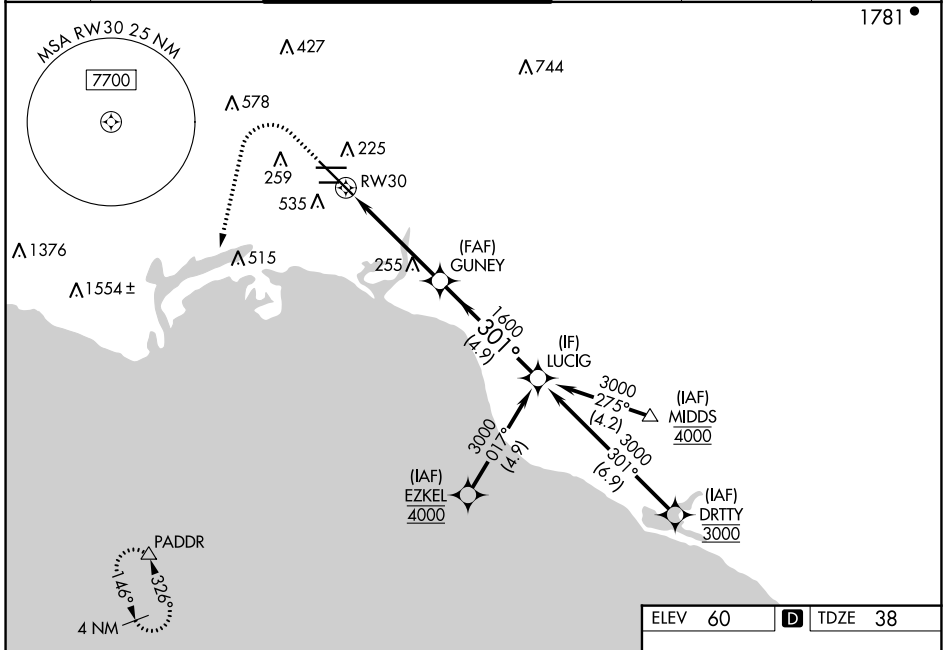 1781
MSA RW30 25 NM
7700
427
744
578
225
259
RW30
535
1376
515
255
(FAF)
GUNEY
1554 ±
1600
301°
(4.9)
(IF)
LUCIG
3000
275°
(4.2)
(IAF)
MIDDS
4000
3000
017°
(4.9)
3000
301°
(6.9)
(IAF)
EZKEL
4000
(IAF)
DRTTY
3000
PADDR
146°
326°
4 NM
ELEV 60 D TDZE 38